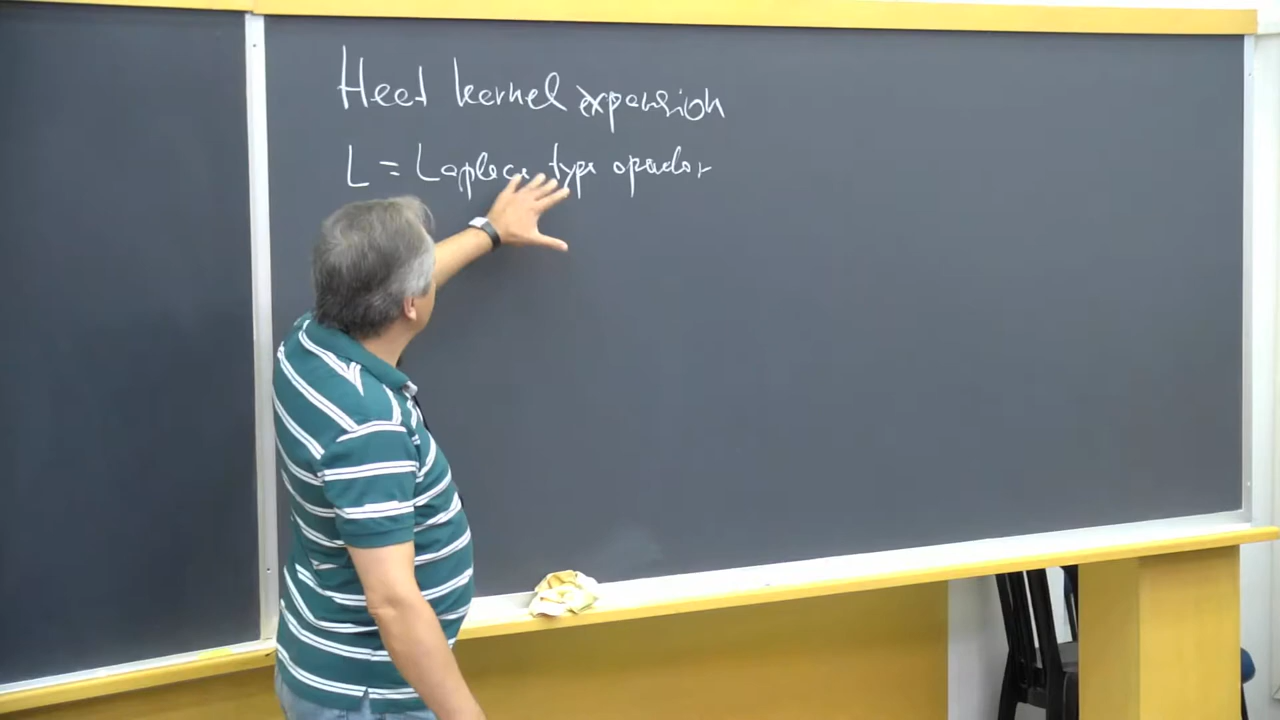 Heat kernel expansion
L = Laplace type operator